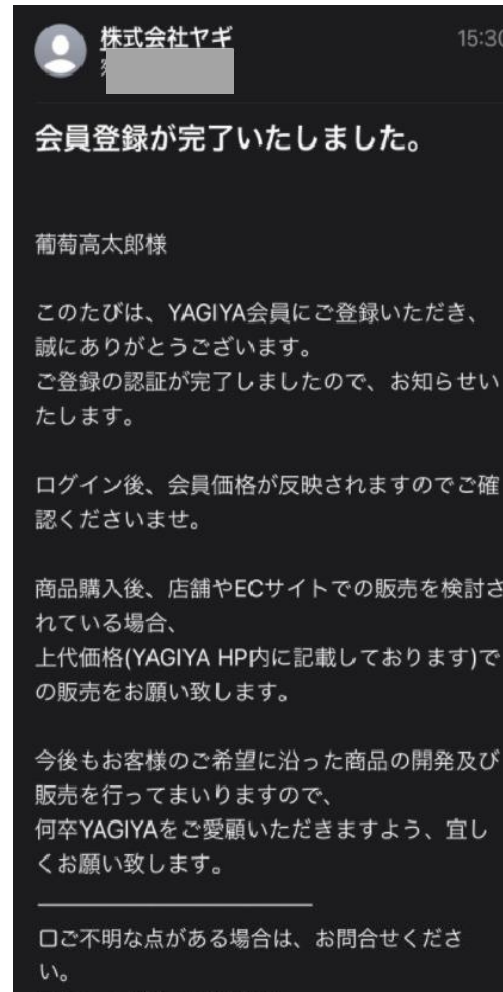 株式会社ヤギ
15:30
会員登録が完了いたしました。
葡萄高太郎様
このたびは、YAGIYA会員にご登録いただき、
誠にありがとうございます。
ご登録の認証が完了しましたので、お知らせい
たします。
ログイン後、会員価格が反映されますのでご確
認くださいませ。
商品購入後、店舗やECサイトでの販売を検討さ
れている場合、
上代価格(YAGIYA HP内に記載しております)で
の販売をお願い致します。
今後もお客様のご希望に沿った商品の開発及び
販売を行ってまいりますので、
何卒YAGIYAをご愛顧いただきますよう、宜し
くお願い致します。
口ご不明な点がある場合は、お問合せくださ
い。